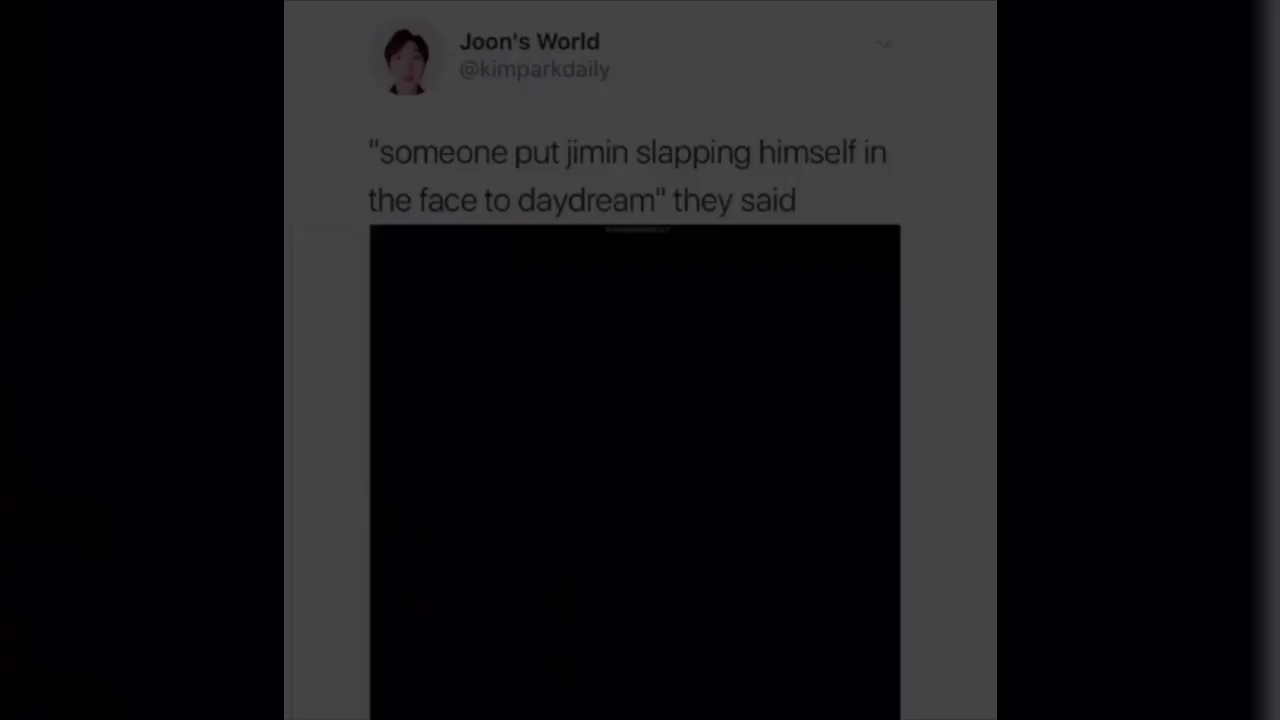 Joon's World
@kimparkdaily
"someone put jimin slapping himself in
the face to daydream" they said